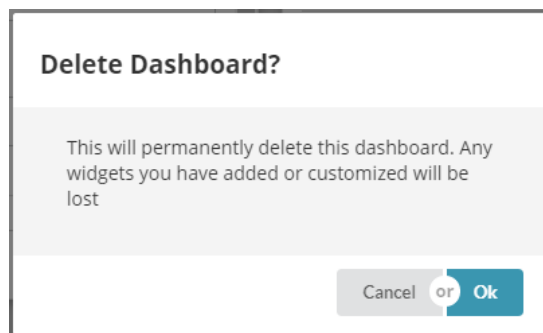 Delete Dashboard?
This will permanently delete this dashboard. Any
widgets you have added or customized will be
lost
Cancel or Ok